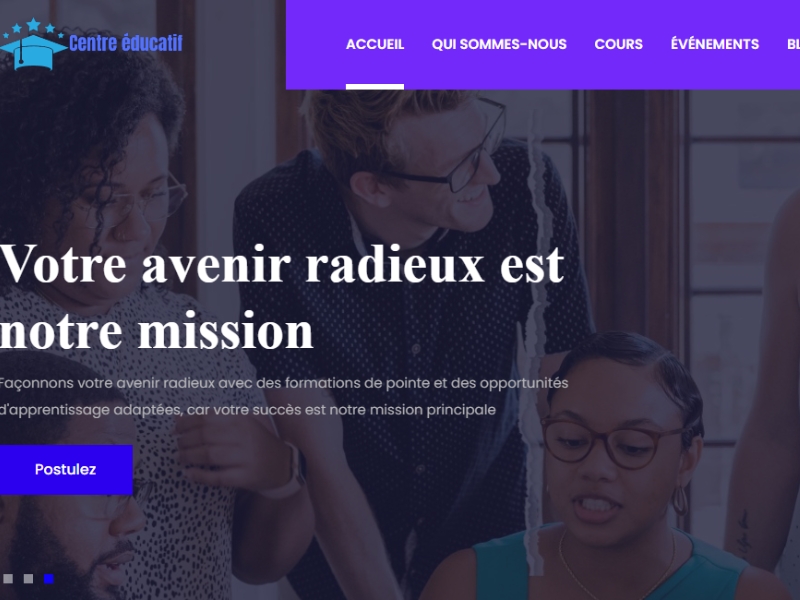 Centre éducatif
ACCUEIL QUI SOMMES-NOUS COURS ÉVÉNEMENTS BL
Votre avenir radieux est
notre mission
Façonnons votre avenir radieux avec des formations de pointe et des opportunités
d'apprentissage adaptées, car votre succès est notre mission principale
Postulez